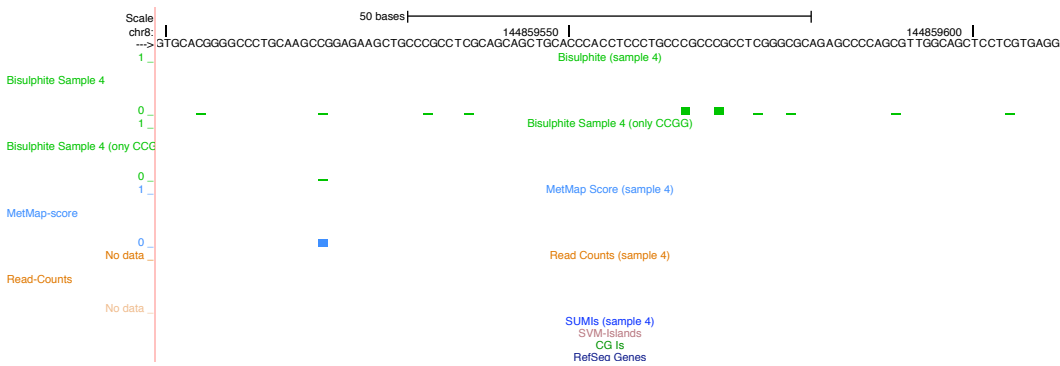 Scale 50 bases
chr8: 144859550 144859600
---> GTGCACGGGGCCCTGCAAGCCGGAGAAGCTGCCCGCCTCGCAGCAGCTGCACCCACCTCCCTGCCCGCCCGCCTCGGGCGCAGAGCCCCAGCGTTGGCAGCTCCTCGTGAGG
1 _ Bisulphite (sample 4)
Bisulphite Sample 4
0 _
1 _ Bisulphite Sample 4 (only CCGG)
Bisulphite Sample 4 (ony CCG
0 _
1 _ MetMap Score (sample 4)
MetMap-score
0 _
No data _ Read Counts (sample 4)
Read-Counts
No data _
SUMIs (sample 4)
SVM-Islands
CG Is
RefSeq Genes